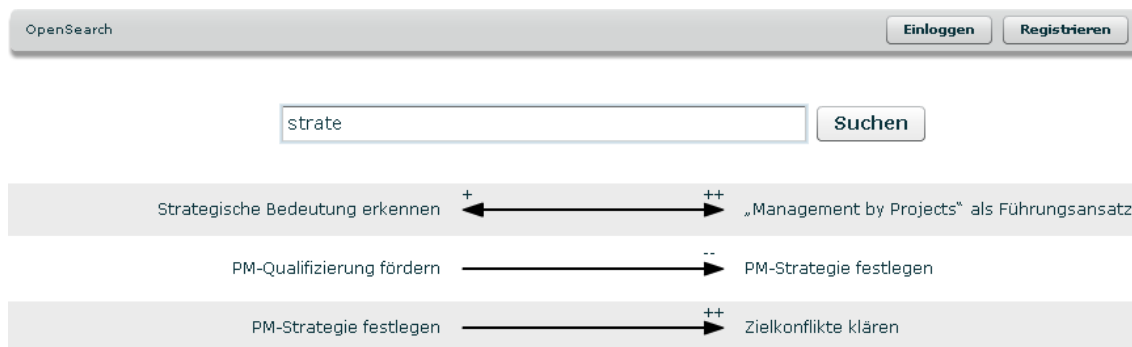 OpenSearch Einloggen Registrieren
strate Suchen
+ ++
Strategische Bedeutung erkennen „Management by Projects“ als Führungsansatz
--
PM-Qualifizierung fördern PM-Strategie festlegen
++
PM-Strategie festlegen Zielkonflikte klären